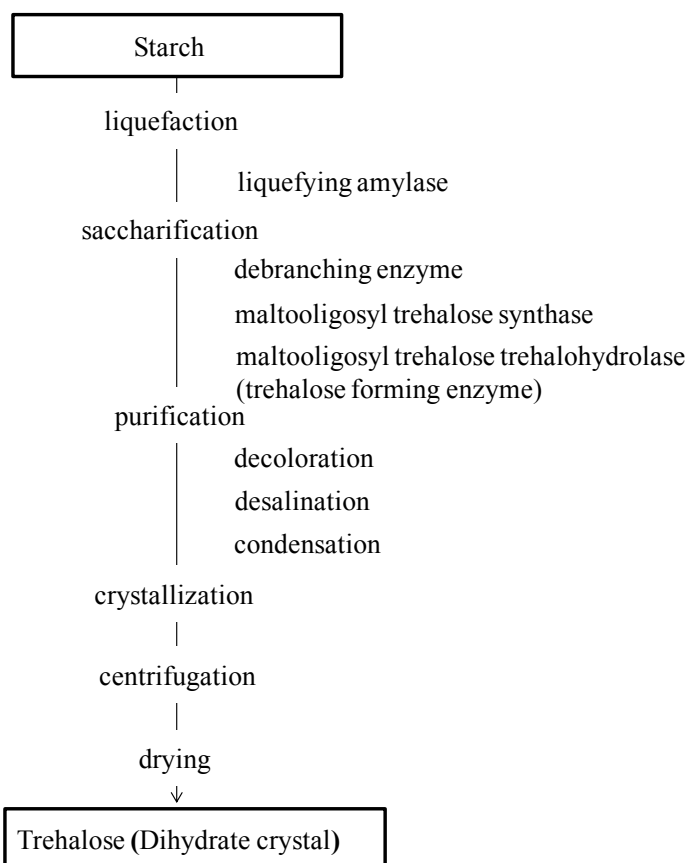 Starch
liquefaction
liquefying amylase
saccharification
debranching enzyme
maltooligosyl trehalose synthase
maltooligosyl trehalose trehalohydrolase
(trehalose forming enzyme)
purification
decoloration
desalination
condensation
crystallization
centrifugation
drying
Trehalose (Dihydrate crystal)